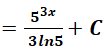 = 5^{3x} / 3ln5 + C